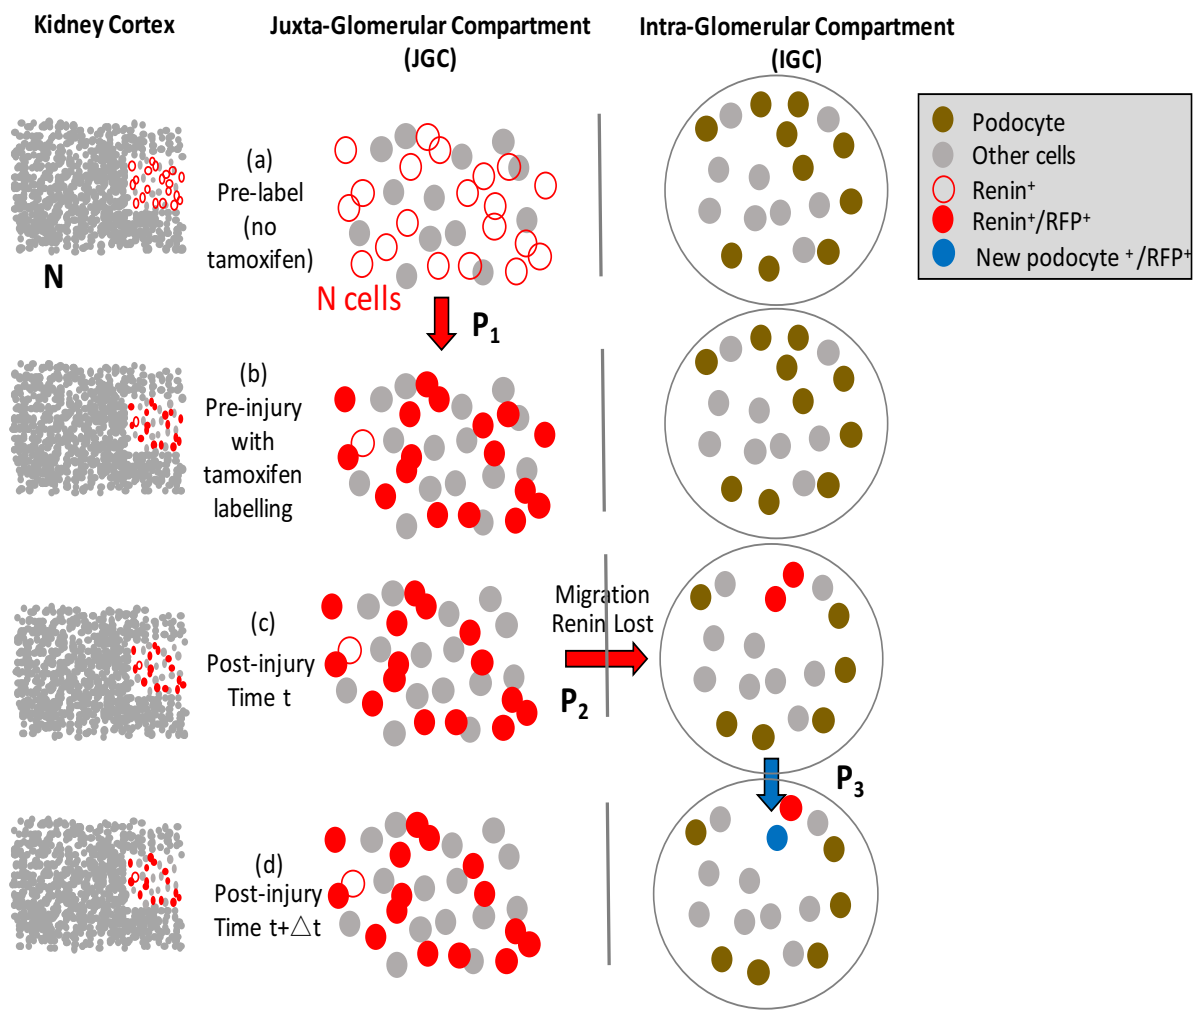 Kidney Cortex
Juxta-Glomerular Compartment
(JGC)
Intra-Glomerular Compartment
(IGC)
Podocyte
Other cells
Renin⁺
Renin⁺/RFP⁺
New podocyte ⁺/RFP⁺
(a)
Pre-label
(no
tamoxifen)
N
N cells
P₁
(b)
Pre-injury
with
tamoxifen
labelling
(c)
Post-injury
Time t
Migration
Renin Lost
P₂
P₃
(d)
Post-injury
Time t+△t